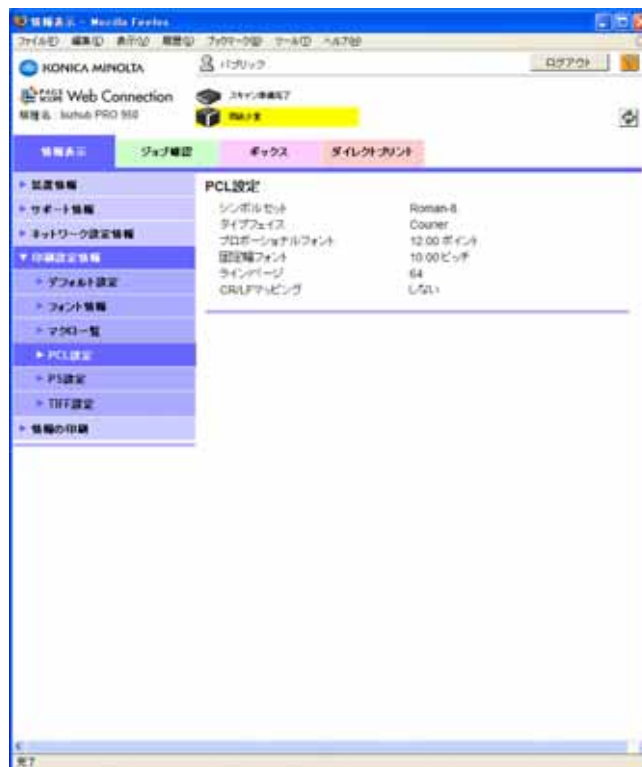 情報表示 - Mozilla Firefox
ファイル(F) 編集(E) 表示(V) 履歴(S) ブックマーク(B) ツール(T) ヘルプ(H)
KONICA MINOLTA
パブリック
ログアウト
PAGE SCOPE Web Connection
スキャン準備完了
機種名 : bizhub PRO 950
用紙少量
情報表示
ジョブ確認
ボックス
ダイレクトプリント
装置情報
サポート情報
ネットワーク設定情報
印刷設定情報
デフォルト設定
フォント情報
マクロ一覧
PCL設定
PS設定
TIFF設定
情報の印刷
PCL設定
シンボルセット Roman-8
タイプフェイス Courier
プロポーショナルフォント 12.00 ポイント
固定幅フォント 10.00 ピッチ
ライン/ページ 64
CR/LFマッピング しない
完了